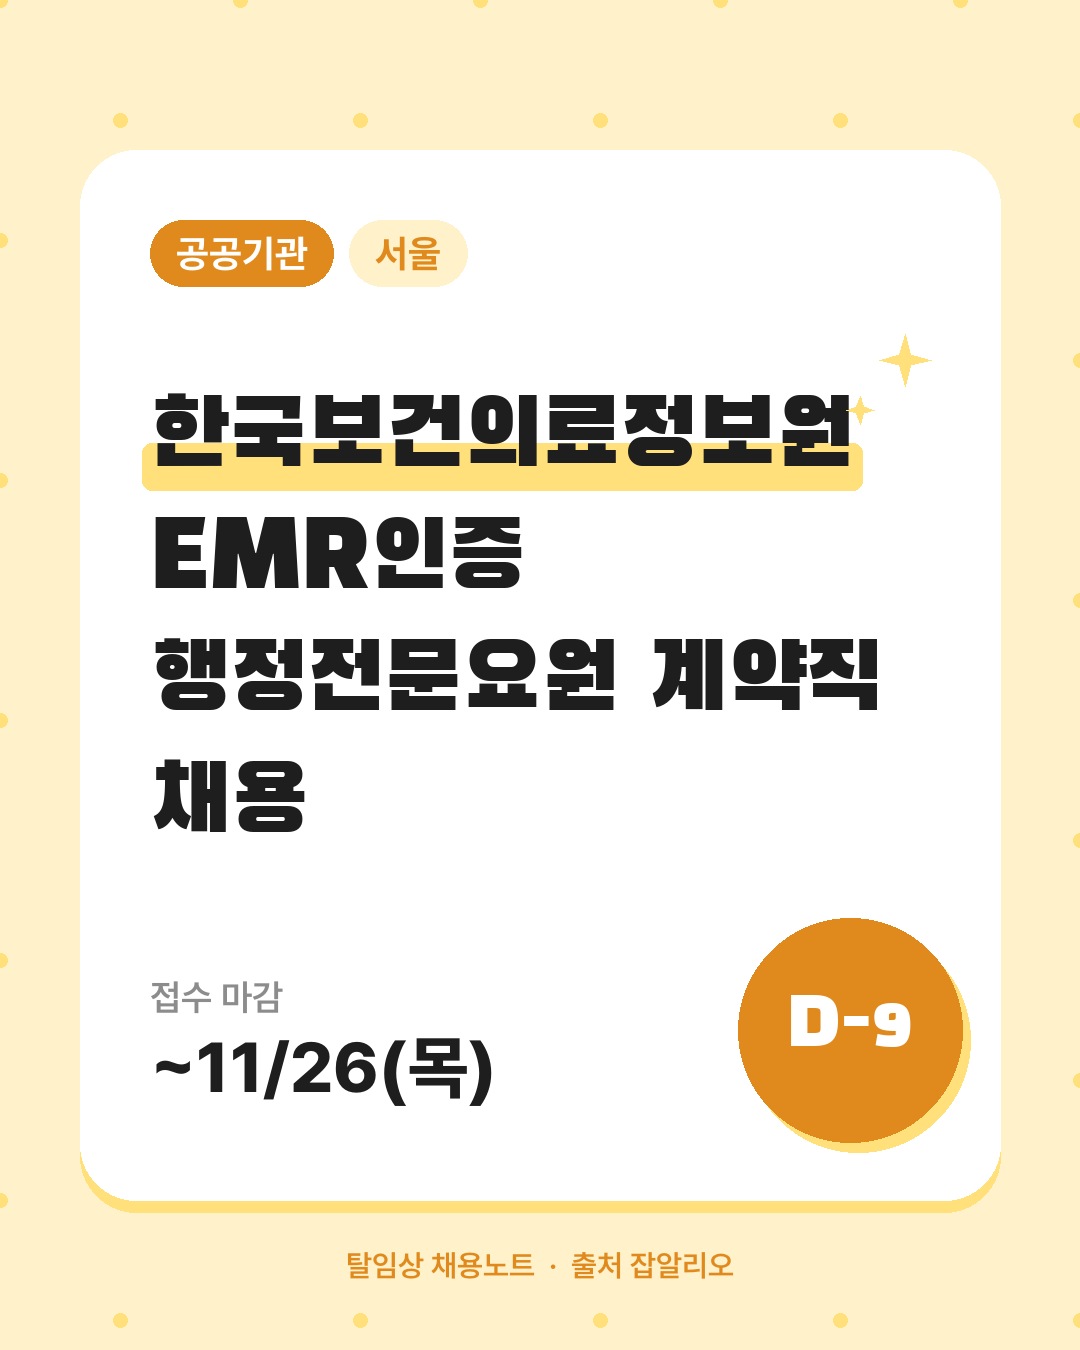 공공기관 서울
한국보건의료정보원
EMR인증
행정전문요원 계약직
채용
접수 마감
~11/26(목)
D-9
탈임상 채용노트 · 출처 잡알리오